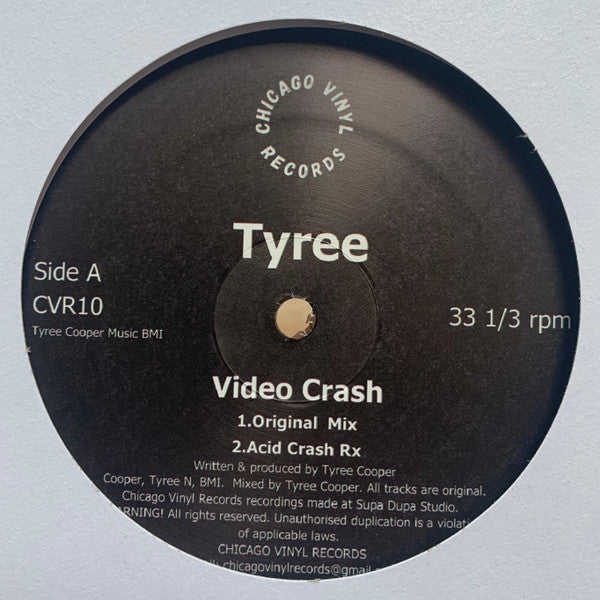 CHICAGO VINYL
RECORDS
Tyree
Side A
CVR10
Tyree Cooper Music BMI
33 1/3 rpm
Video Crash
1.Original Mix
2.Acid Crash Rx
Written & produced by Tyree Cooper
Cooper, Tyree N, BMI. Mixed by Tyree Cooper. All tracks are original.
Chicago Vinyl Records recordings made at Supa Dupa Studio.
ARNING! All rights reserved. Unauthorised duplication is a violati
of applicable laws.
CHICAGO VINYL RECORDS
chicagovinylrecords@gmail